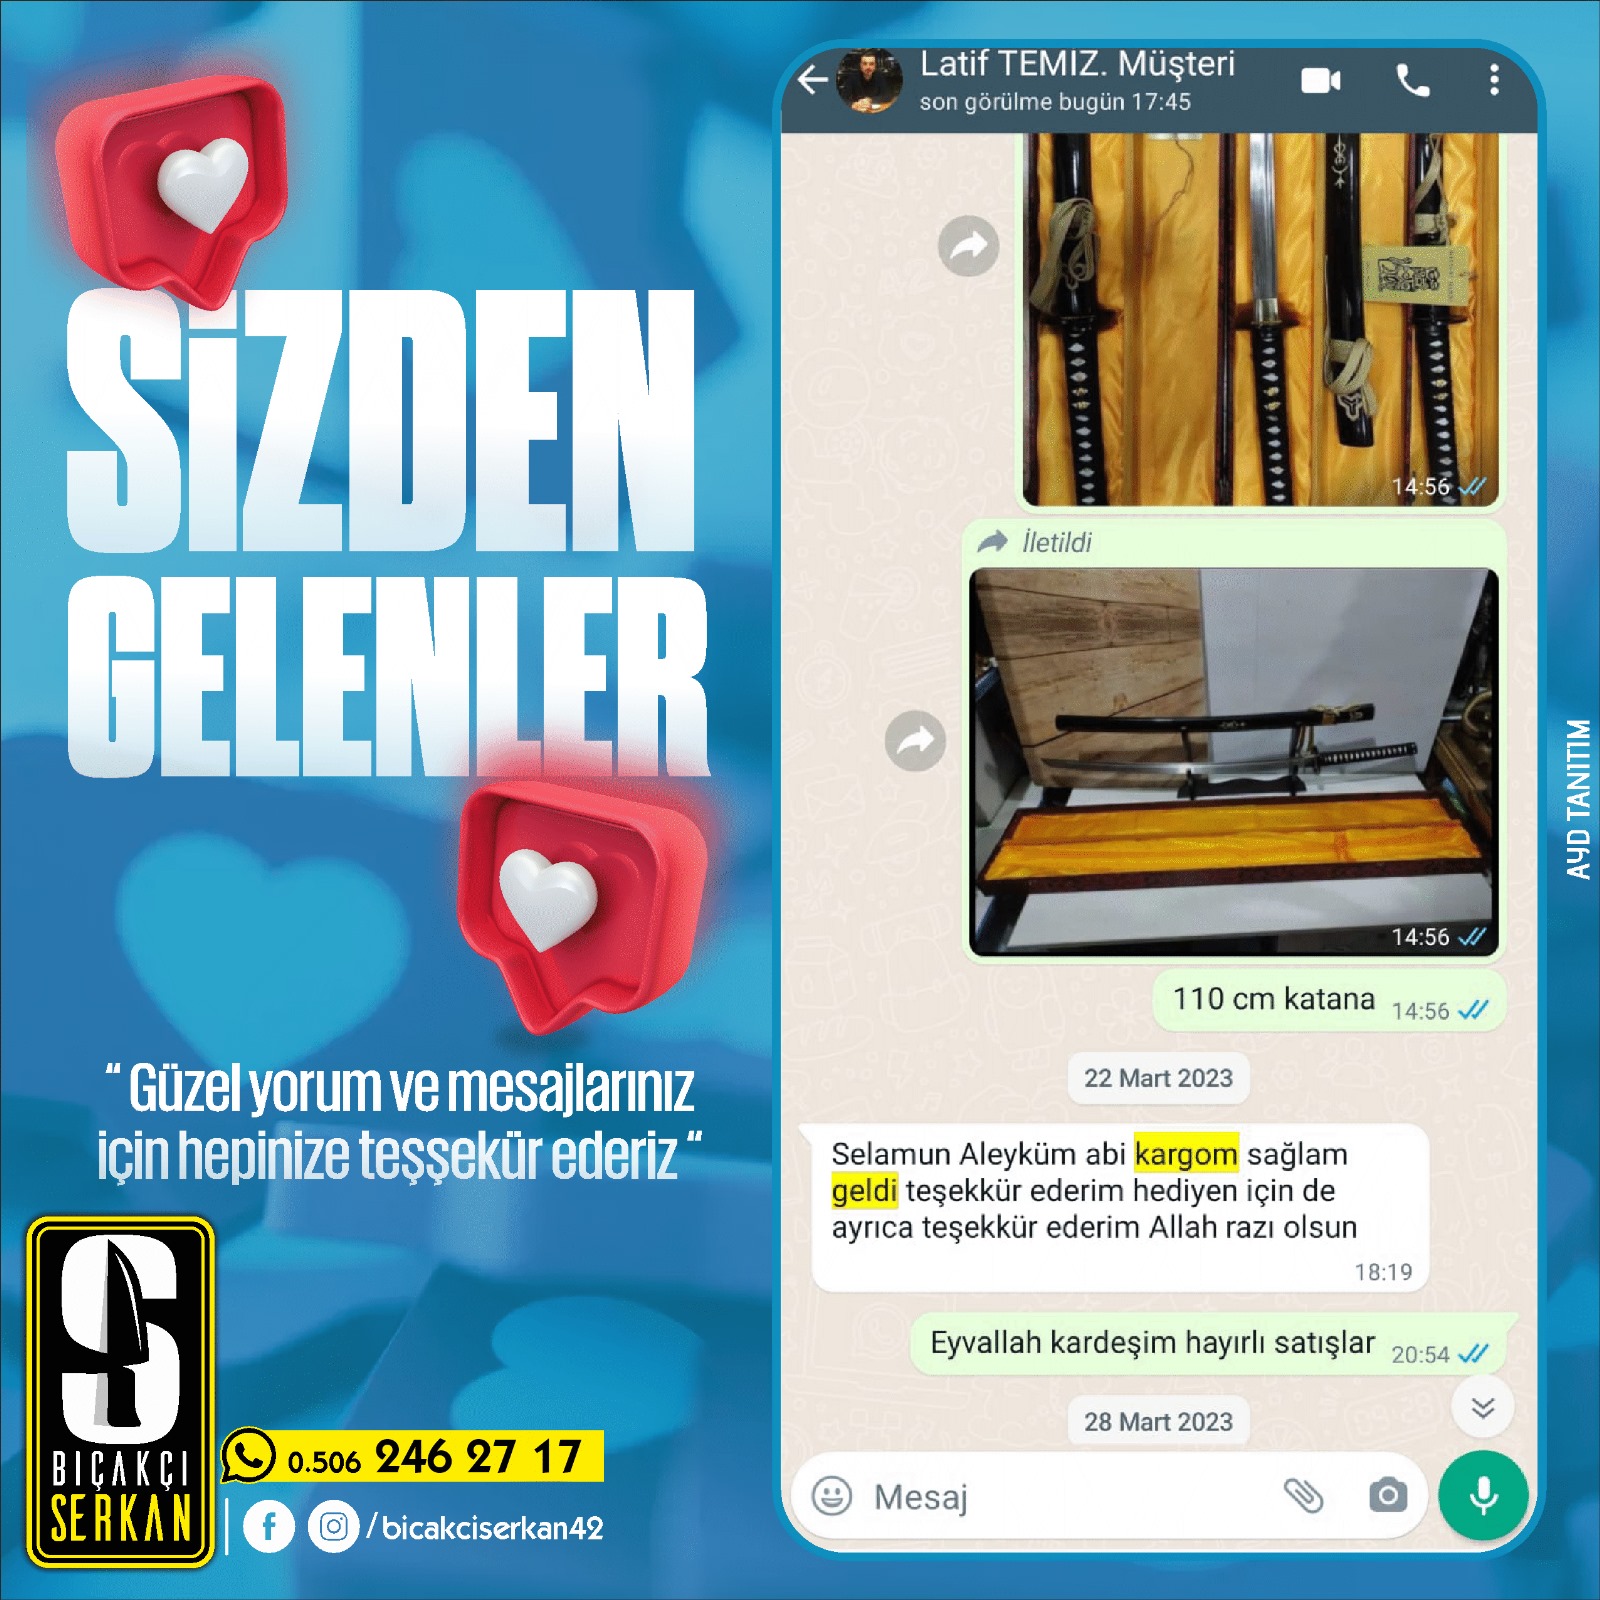 SİZDEN
GELENLER
“ Güzel yorum ve mesajlarınız
için hepinize teşşekür ederiz “
S
BIÇAKÇI
SERKAN
0.506 246 27 17
f
/bicakciserkan42
Latif TEMIZ. Müşteri
son görülme bugün 17:45
14:56
İletildi
14:56
110 cm katana 14:56
22 Mart 2023
Selamun Aleyküm abi kargom sağlam
geldi teşekkür ederim hediyen için de
ayrıca teşekkür ederim Allah razı olsun
18:19
Eyvallah kardeşim hayırlı satışlar 20:54
28 Mart 2023
Mesaj
AYD TANITIM